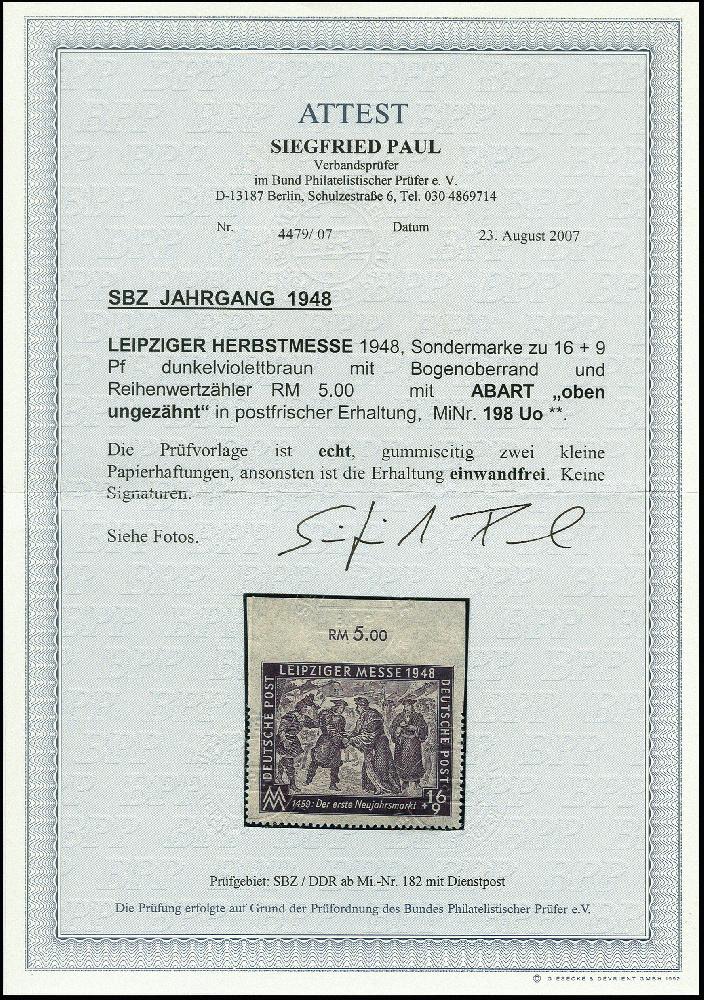 ATTEST
SIEGFRIED PAUL
Verbandsprüfer
im Bund Philatelistischer Prüfer e. V.
D-13187 Berlin, Schulzestraße 6, Tel. 030 4869714
Nr. 4479/ 07 Datum 23. August 2007
SBZ JAHRGANG 1948
LEIPZIGER HERBSTMESSE 1948, Sondermarke zu 16 + 9
Pf dunkelviolettbraun mit Bogenoberrand und
Reihenwertzähler RM 5.00 mit ABART „oben
ungezähnt“ in postfrischer Erhaltung, MiNr. 198 Uo **.
Die Prüfvorlage ist echt, gummiseitig zwei kleine
Papierhaftungen, ansonsten ist die Erhaltung einwandfrei. Keine
Signaturen.
Siehe Fotos.
RM 5.00
LEIPZIGER MESSE 1948
DEUTSCHE POST
DEUTSCHE POST
1459: Der erste Neujahrsmarkt
16
+ 9
Prüfgebiet: SBZ / DDR ab Mi.-Nr. 182 mit Dienstpost
Die Prüfung erfolgte auf Grund der Prüfordnung des Bundes Philatelistischer Prüfer e.V.
© GIESECKE & DEVRIENT GMBH 1992